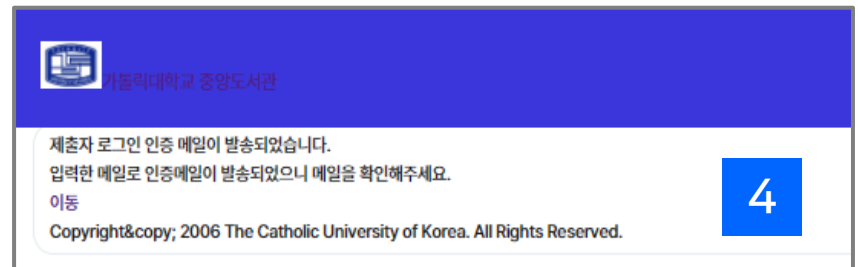 가톨릭대학교 중앙도서관
제출자 로그인 인증 메일이 발송되었습니다.
입력한 메일로 인증메일이 발송되었으니 메일을 확인해주세요.
이동
4
Copyright&copy; 2006 The Catholic University of Korea. All Rights Reserved.